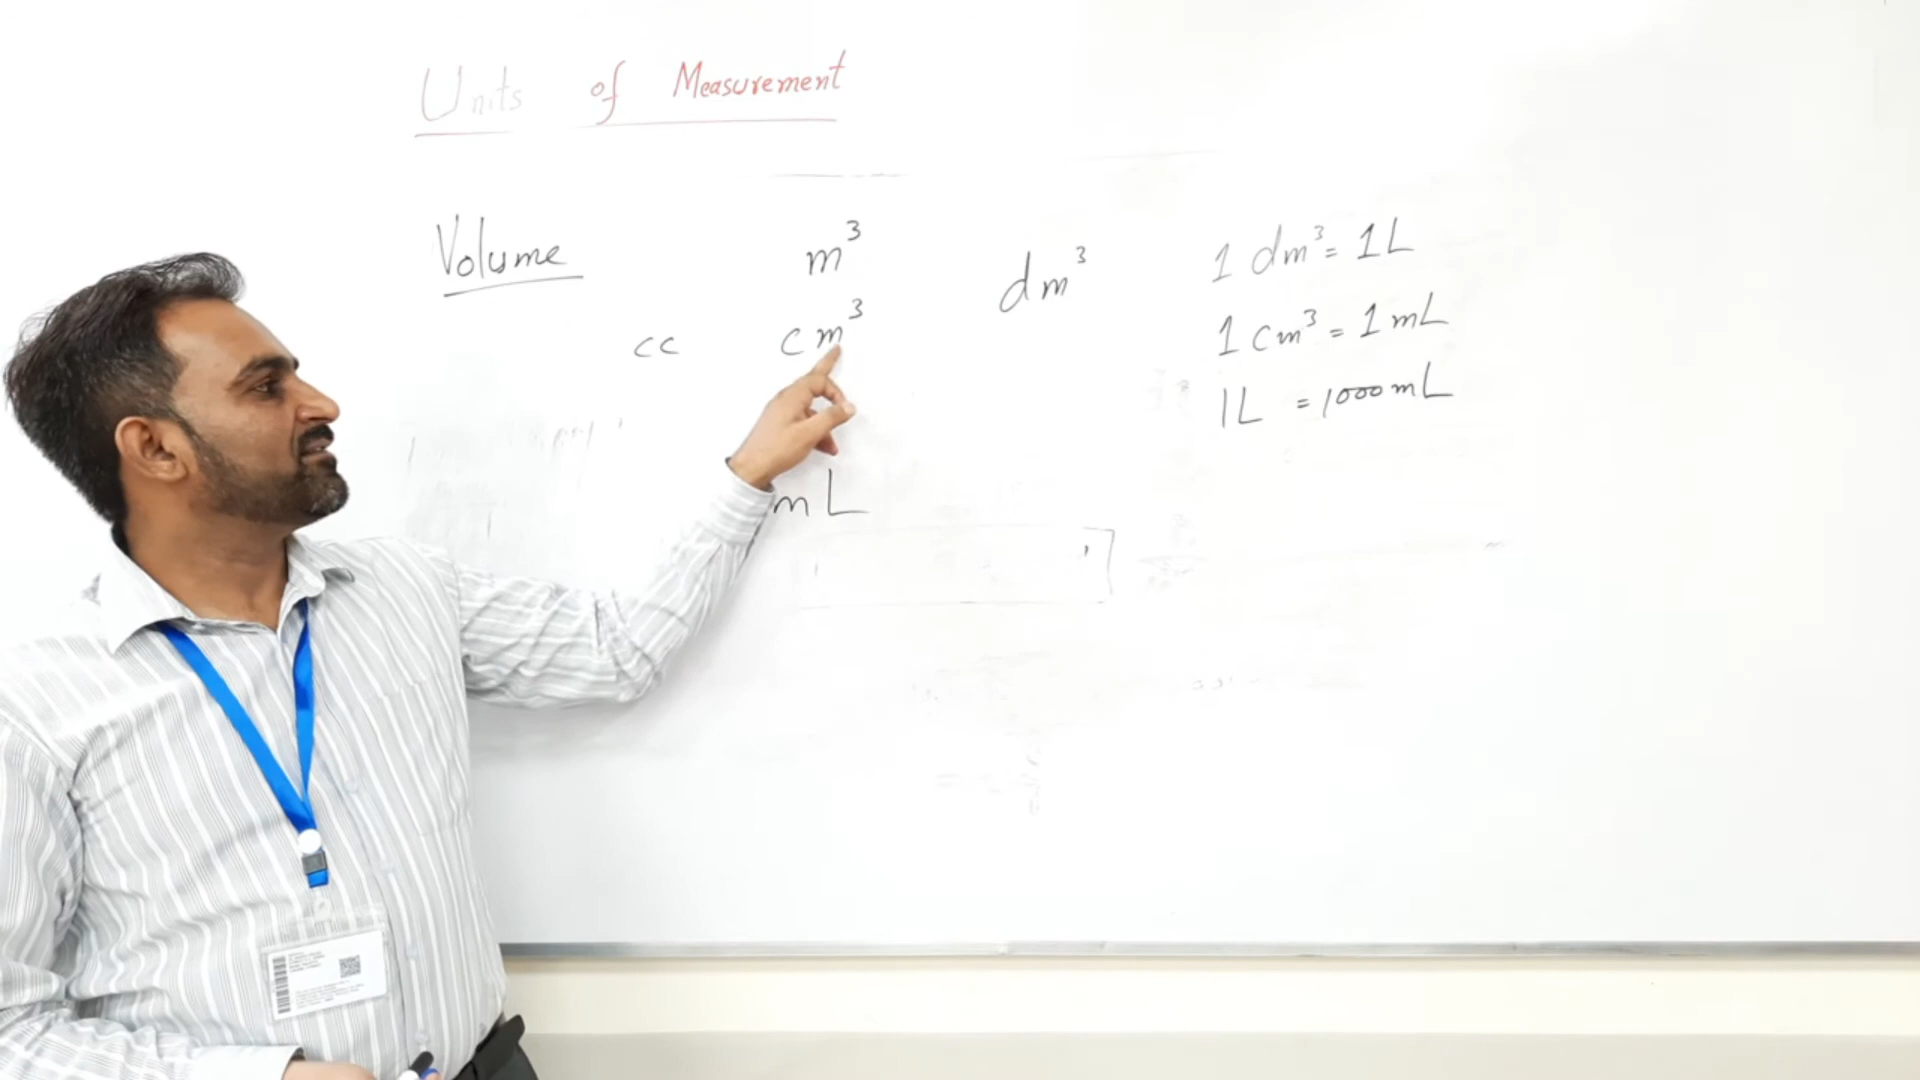 Units of Measurement
Volume
m³
cc cm³
mL
dm³
1 dm³ = 1L
1 cm³ = 1 mL
1L = 1000 mL